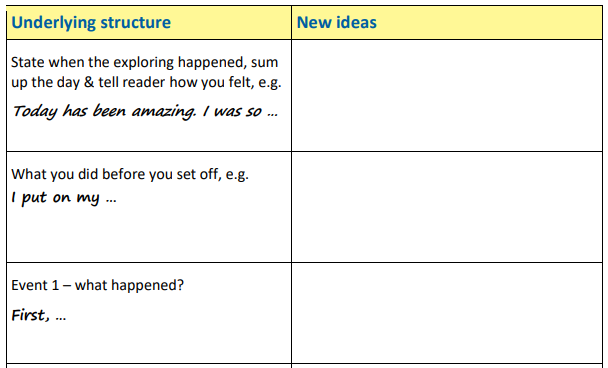 Underlying structure
New ideas
State when the exploring happened, sum
up the day & tell reader how you felt, e.g.
Today has been amazing. I was so ...
What you did before you set off, e.g.
I put on my ...
Event 1 – what happened?
First, ...